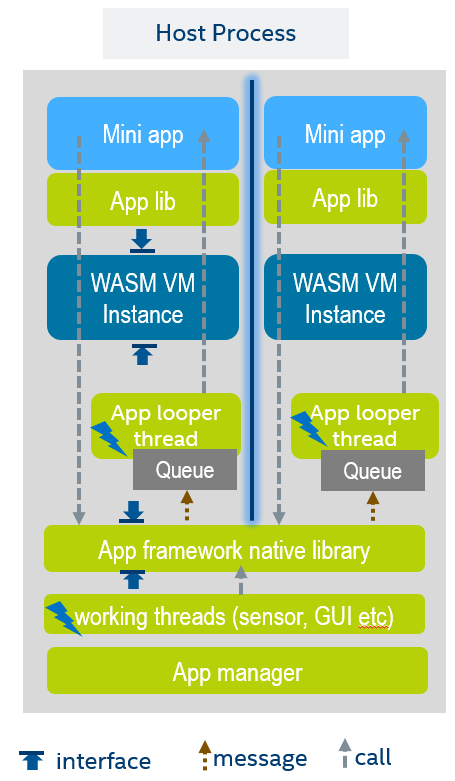 Host Process
Mini app
Mini app
App lib
App lib
WASM VM
Instance
WASM VM
Instance
App looper
thread
App looper
thread
Queue
Queue
App framework native library
working threads (sensor, GUI etc)
App manager
interface
message
call